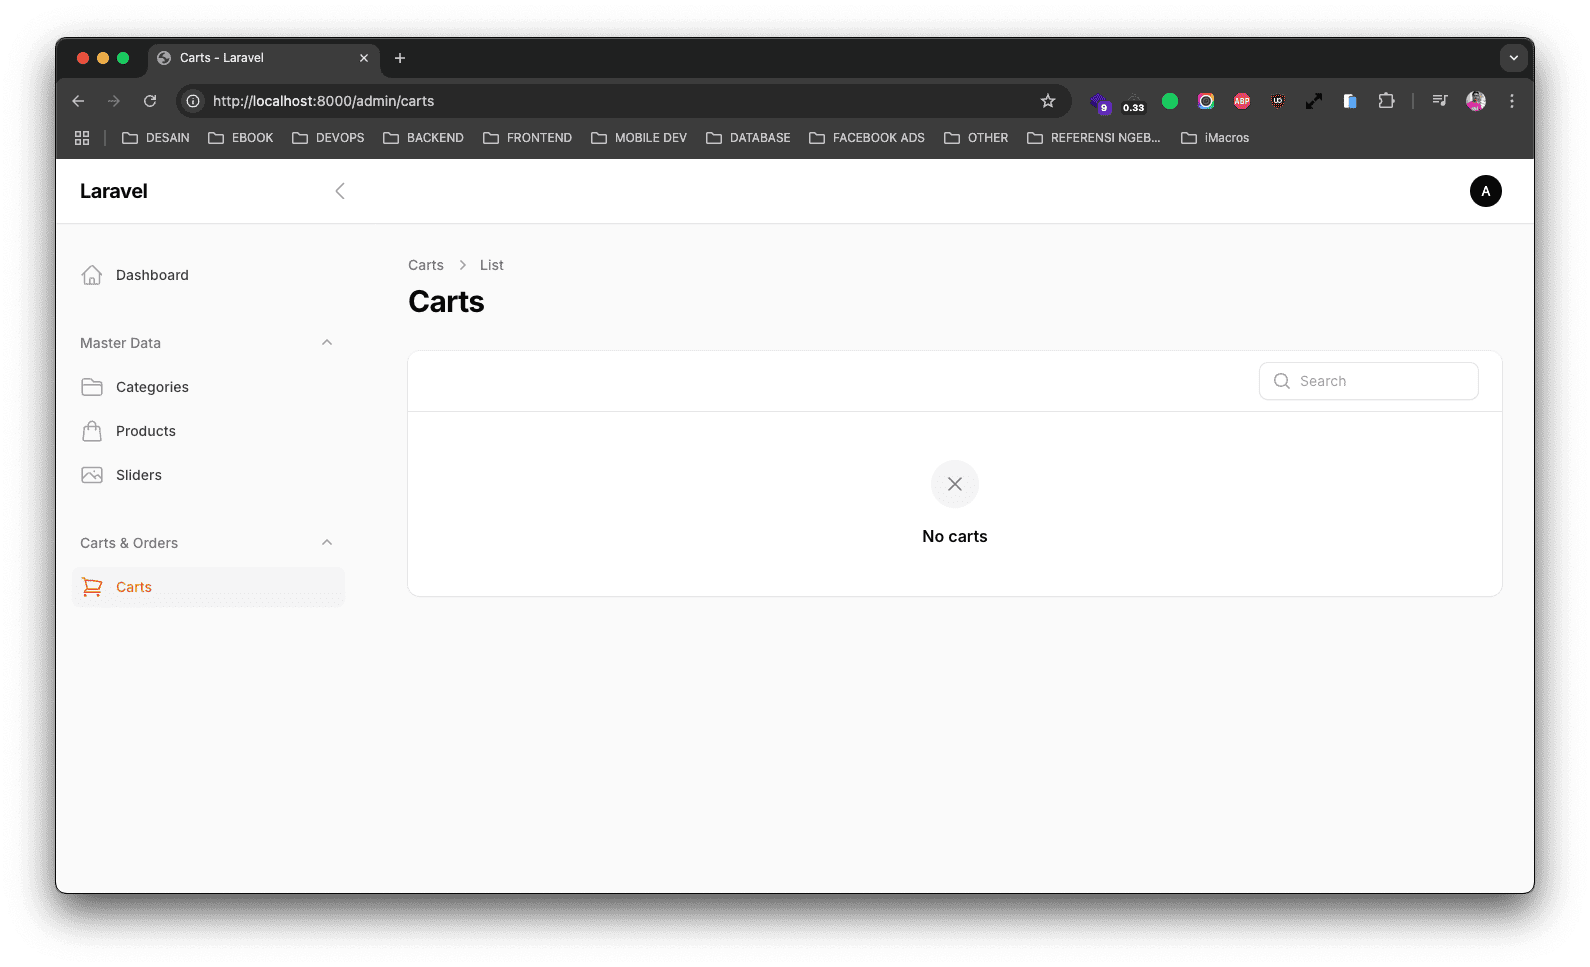 Carts - Laravel
http://localhost:8000/admin/carts
9
0.33
ABP
DESAIN EBOOK DEVOPS BACKEND FRONTEND MOBILE DEV DATABASE FACEBOOK ADS OTHER REFERENSI NGEB... iMacros
Laravel
A
Dashboard
Master Data
Categories
Products
Sliders
Carts & Orders
Carts
Carts > List
Carts
Search
No carts